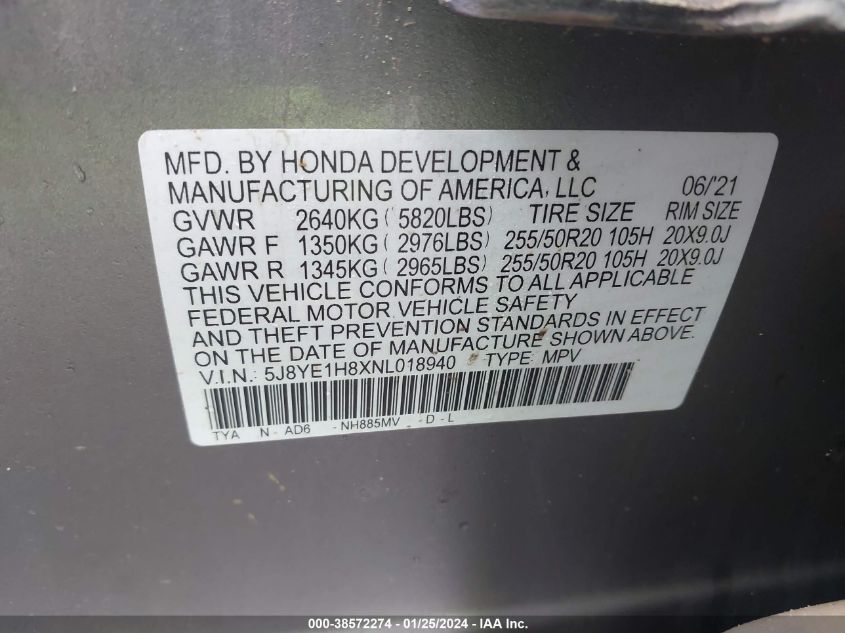 MFD. BY HONDA DEVELOPMENT &
MANUFACTURING OF AMERICA, LLC 06/'21
GVWR 2640KG ( 5820LBS ) TIRE SIZE RIM SIZE
GAWR F 1350KG ( 2976LBS ) 255/50R20 105H 20X9.0J
GAWR R 1345KG ( 2965LBS ) 255/50R20 105H 20X9.0J
THIS VEHICLE CONFORMS TO ALL APPLICABLE
FEDERAL MOTOR VEHICLE SAFETY
AND THEFT PREVENTION STANDARDS IN EFFECT
ON THE DATE OF MANUFACTURE SHOWN ABOVE.
V.I.N.: 5J8YE1H8XNL018940 TYPE: MPV
TYA N - AD6 - NH885MV - D - L
000-38572274 - 01/25/2024 - IAA Inc.